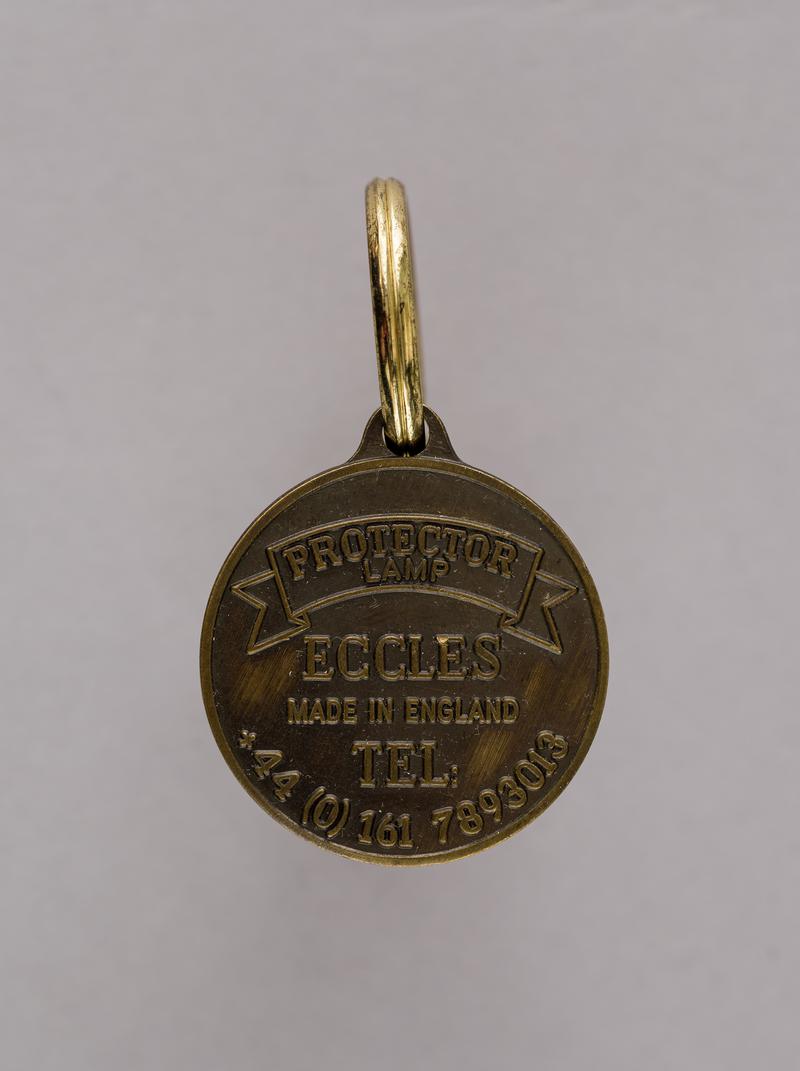 PROTECTOR
LAMP
ECCLES
MADE IN ENGLAND
TEL:
*44 (0) 161 7893013